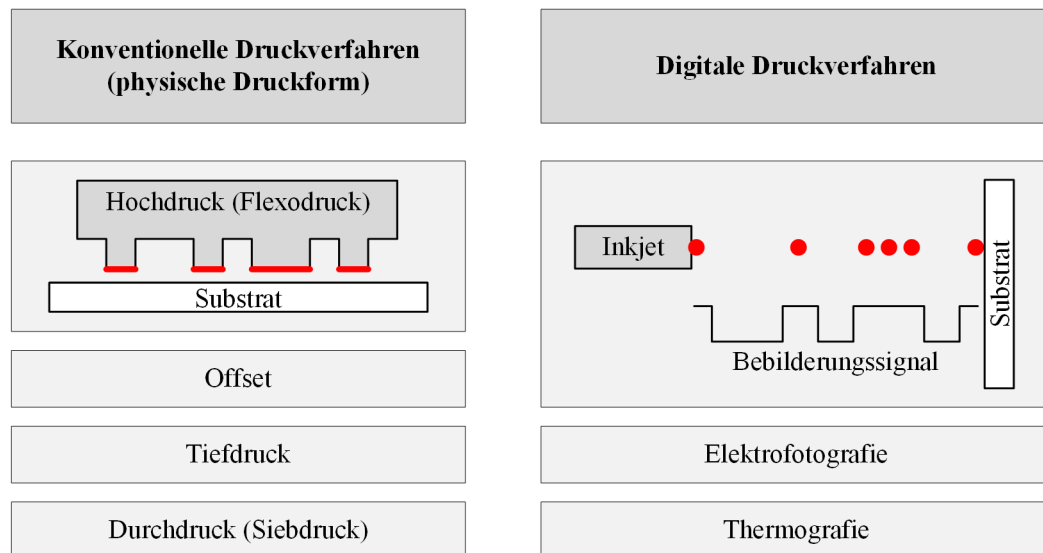 Konventionelle Druckverfahren
(physische Druckform)
Hochdruck (Flexodruck)
Substrat
Offset
Tiefdruck
Durchdruck (Siebdruck)
Digitale Druckverfahren
Inkjet
Substrat
Bebilderungssignal
Elektrofotografie
Thermografie